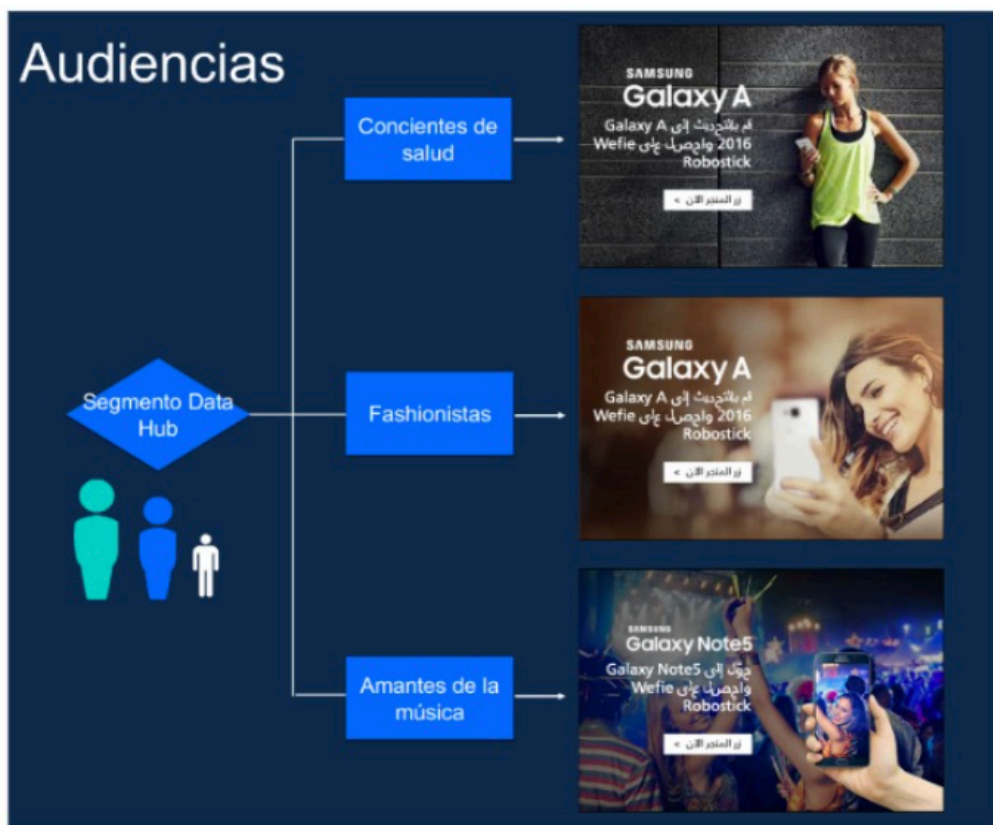 Audiencias
Concientes de
salud
SAMSUNG
Galaxy A
قم بالتحديث إلى Galaxy A
2016 واحصل على Wefie
Robostick
زر المتجر الآن >
Segmento Data
Hub
Fashionistas
SAMSUNG
Galaxy A
قم بالتحديث إلى Galaxy A
2016 واحصل على Wefie
Robostick
زر المتجر الآن >
Amantes de la
música
SAMSUNG
Galaxy Note5
حوّل إلى Galaxy Note5
واحصل على Wefie
Robostick
زر المتجر الآن >